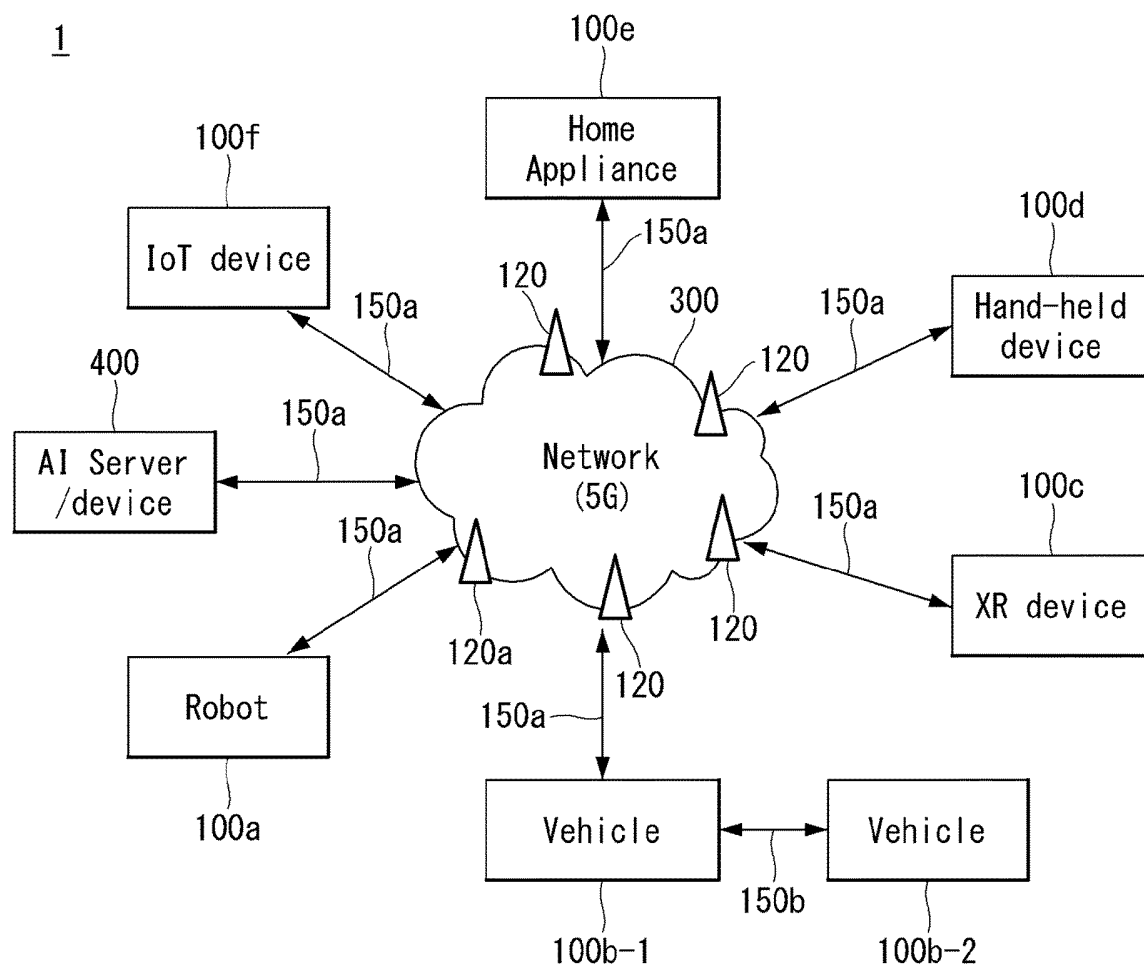 1
100e
Home
Appliance
100f
IoT device
150a
100d
Hand-held
device
120
300
150a
150a
120
400
AI Server
/device
150a
Network
(5G)
100c
XR device
150a
150a
120a
120
120
Robot
100a
150a
Vehicle
Vehicle
150b
100b-1
100b-2